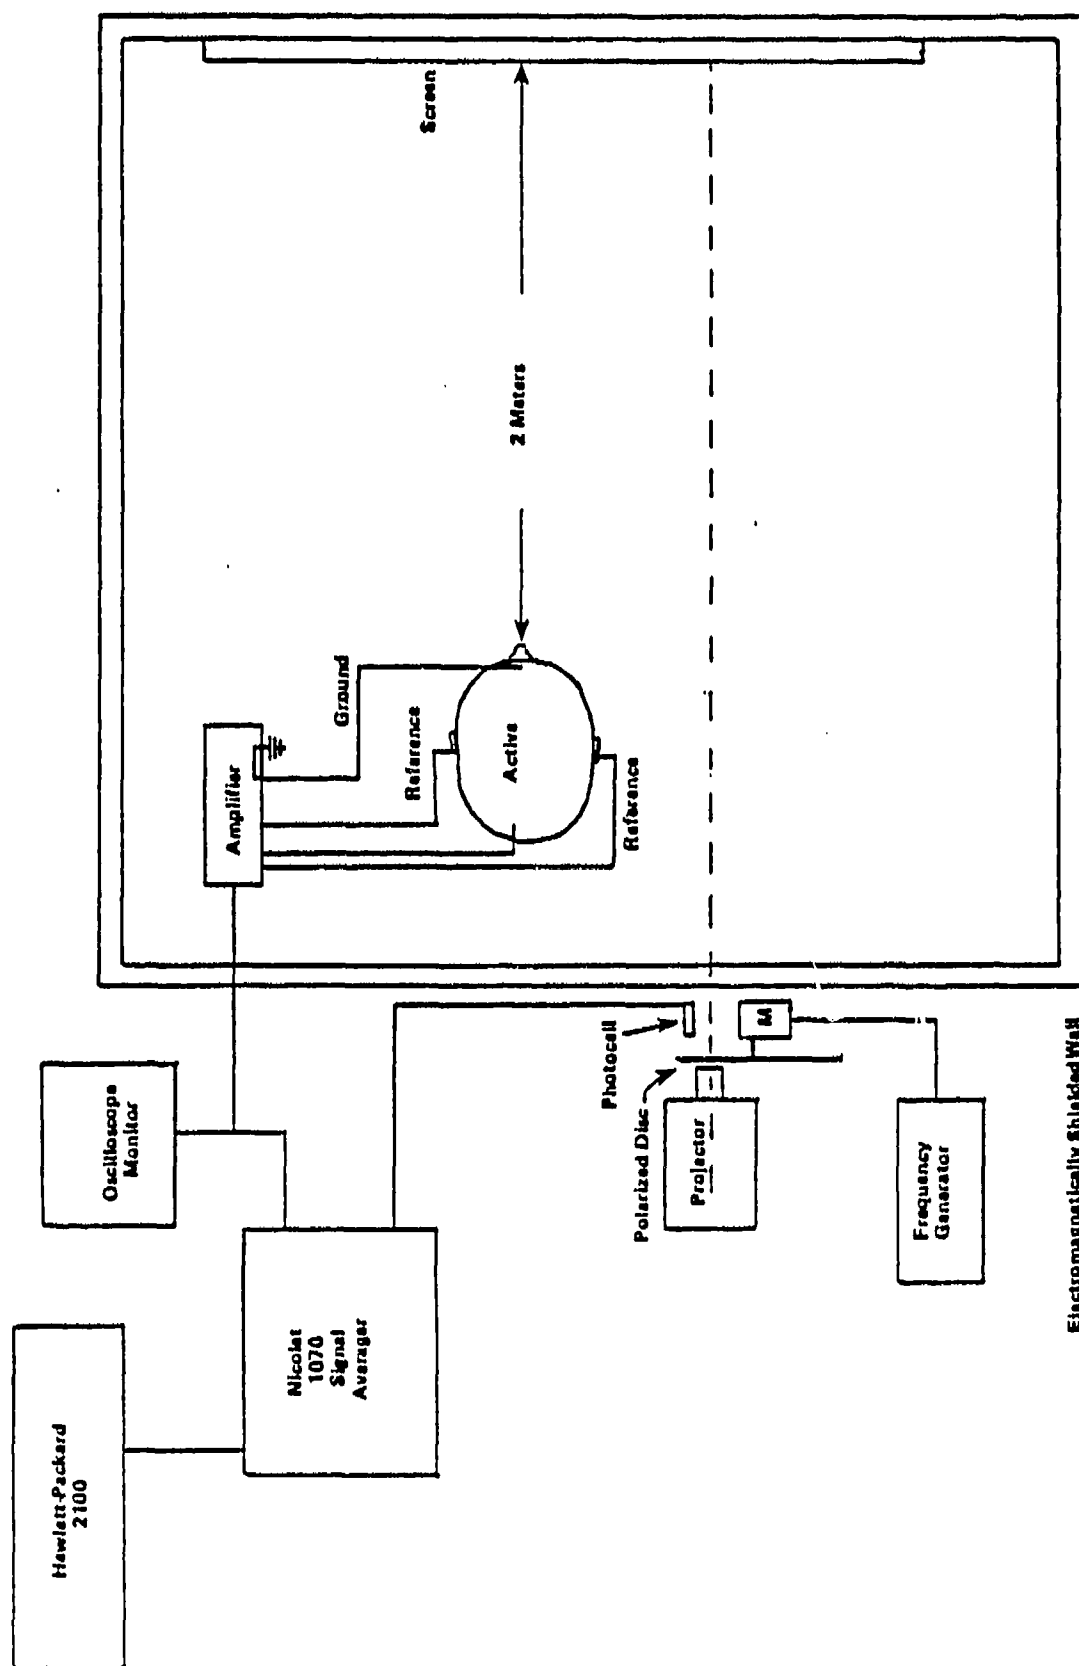 Hewlett-Packard
2100
Nicolet
1070
Signal
Averager
Oscilloscope
Monitor
Amplifier
Ground
Reference
Active
Reference
2 Meters
Screen
Photocell
Polarized Disc
Projector
M
Frequency
Generator
Electromagnetically Shielded Wall